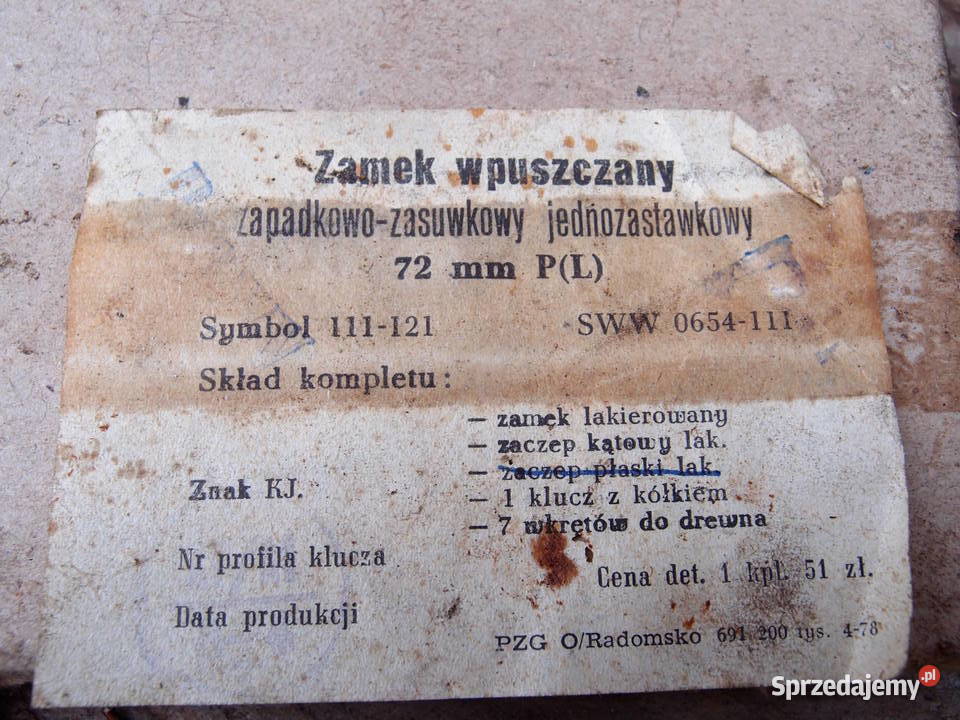 Zamek wpuszczany
zapadkowo-zasuwkowy jednozastawkowy
72 mm P(L)
Symbol 111-121 SWW 0654-111
Skład kompletu:
- zamek lakierowany
- zaczep kątowy lak.
- zaczep płaski lak.
Znak KJ.
- 1 klucz z kółkiem
- 7 wkrętów do drewna
Nr profila klucza
Cena det. 1 kpl. 51 zł.
Data produkcji
PZG O/Radomsko 691 200 tys. 4-78
Sprzedajemy.pl